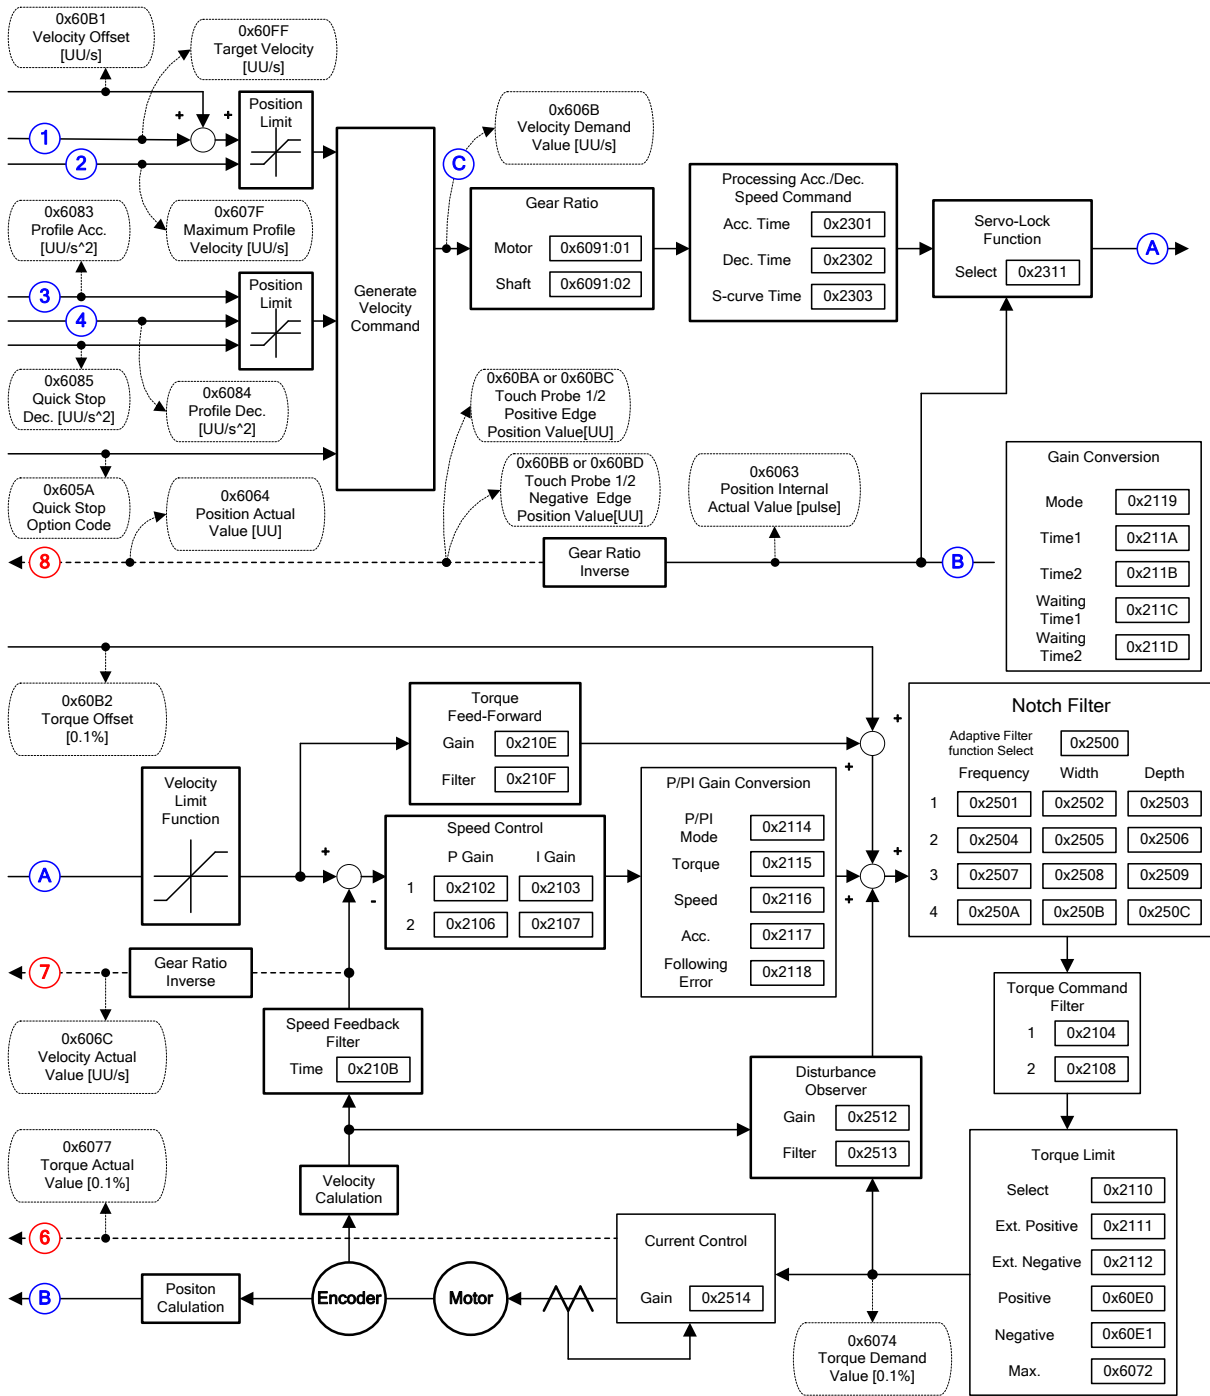 0x60B1
Velocity Offset
[UU/s]
0x60FF
Target Velocity
[UU/s]
+
+
1
2
Position
Limit
0x606B
Velocity Demand
Value [UU/s]
C
0x6083
Profile Acc.
[UU/s^2]
0x607F
Maximum Profile
Velocity [UU/s]
3
4
Position
Limit
Generate
Velocity
Command
Gear Ratio
Motor
0x6091:01
Shaft
0x6091:02
Processing Acc./Dec.
Speed Command
Acc. Time
0x2301
Dec. Time
0x2302
S-curve Time
0x2303
Servo-Lock
Function
Select
0x2311
A
0x6085
Quick Stop
Dec. [UU/s^2]
0x6084
Profile Dec.
[UU/s^2]
0x60BA or 0x60BC
Touch Probe 1/2
Positive Edge
Position Value[UU]
0x605A
Quick Stop
Option Code
0x6064
Position Actual
Value [UU]
0x60BB or 0x60BD
Touch Probe 1/2
Negative Edge
Position Value[UU]
0x6063
Position Internal
Actual Value [pulse]
8
Gear Ratio
Inverse
B
Gain Conversion
Mode
0x2119
Time1
0x211A
Time2
0x211B
Waiting
Time1
0x211C
Waiting
Time2
0x211D
0x60B2
Torque Offset
[0.1%]
Torque
Feed-Forward
Gain
0x210E
Filter
0x210F
+
+
Notch Filter
Adaptive Filter
function Select
0x2500
Frequency
Width
Depth
1
0x2501
0x2502
0x2503
2
0x2504
0x2505
0x2506
3
0x2507
0x2508
0x2509
4
0x250A
0x250B
0x250C
A
Velocity
Limit
Function
+
-
Speed Control
P Gain
I Gain
1
0x2102
0x2103
2
0x2106
0x2107
P/PI Gain Conversion
P/PI
Mode
0x2114
Torque
0x2115
Speed
0x2116
Acc.
0x2117
Following
Error
0x2118
+
+
7
Gear Ratio
Inverse
0x606C
Velocity Actual
Value [UU/s]
Speed Feedback
Filter
Time
0x210B
Torque Command
Filter
1
0x2104
2
0x2108
Disturbance
Observer
Gain
0x2512
Filter
0x2513
0x6077
Torque Actual
Value [0.1%]
Velocity
Calulation
6
Current Control
Gain
0x2514
Torque Limit
Select
0x2110
Ext. Positive
0x2111
Ext. Negative
0x2112
Positive
0x60E0
Negative
0x60E1
Max.
0x6072
B
Positon
Calulation
Encoder
Motor
0x6074
Torque Demand
Value [0.1%]